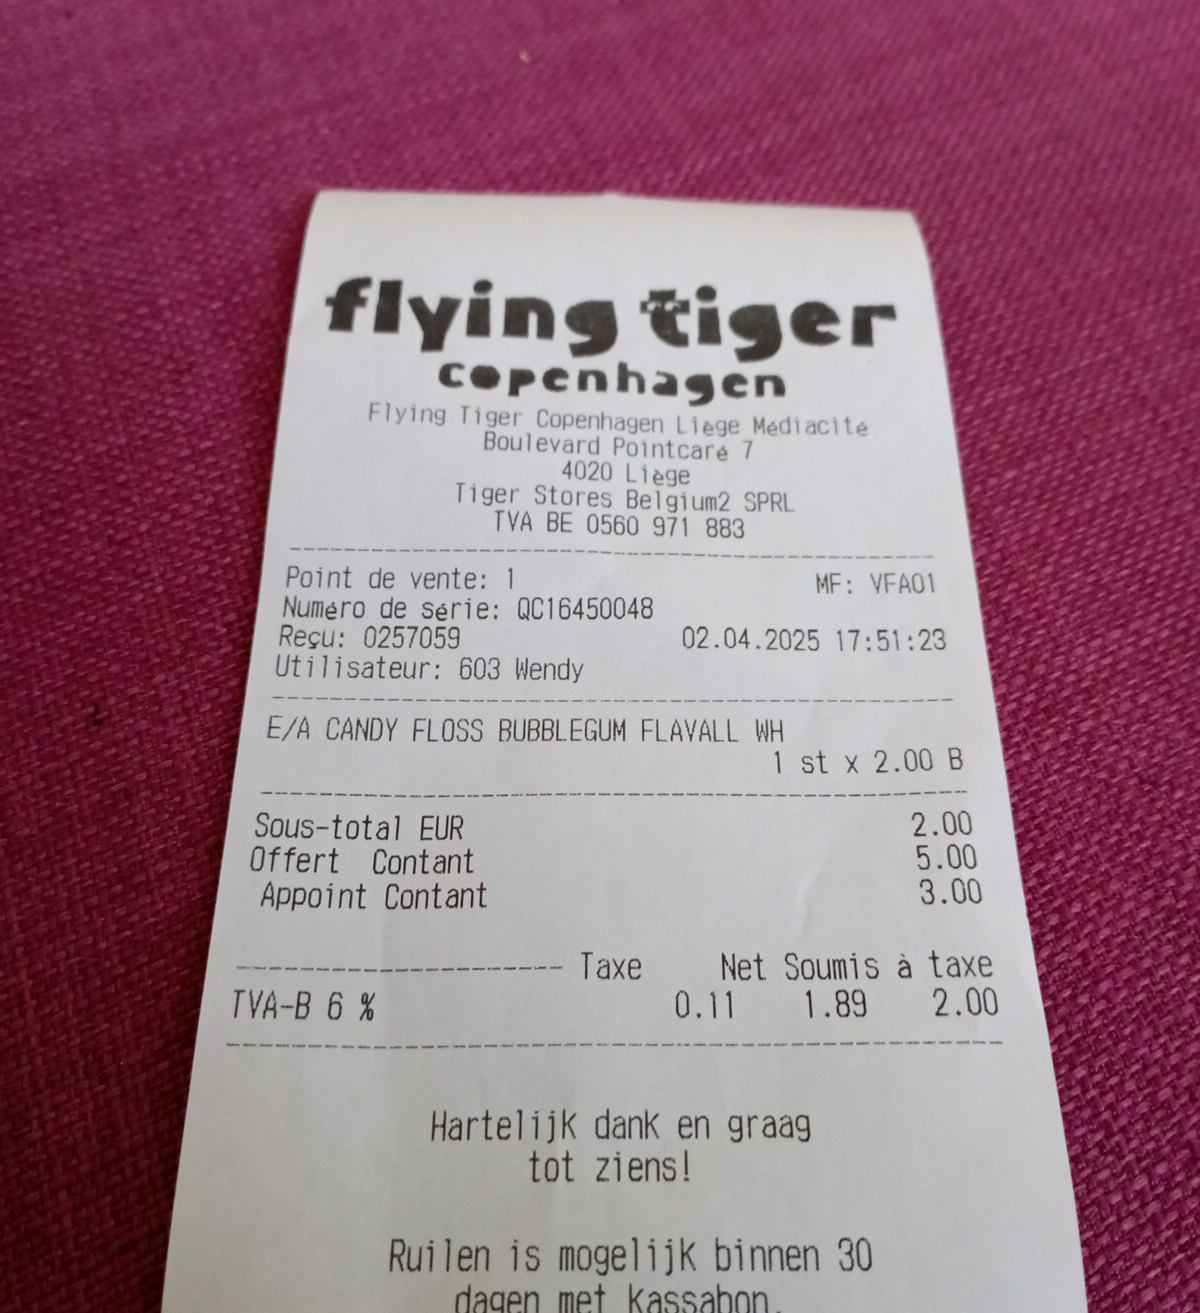 flying tiger
copenhagen
Flying Tiger Copenhagen Liège Médiacité
Boulevard Pointcaré 7
4020 Liège
Tiger Stores Belgium2 SPRL
TVA BE 0560 971 883
Point de vente: 1 MF: VFA01
Numéro de série: QC16450048
Reçu: 0257059 02.04.2025 17:51:23
Utilisateur: 603 Wendy
E/A CANDY FLOSS BUBBLEGUM FLAVALL WH
1 st x 2.00 B
Sous-total EUR 2.00
Offert Contant 5.00
Appoint Contant 3.00
Taxe Net Soumis à taxe
TVA-B 6 % 0.11 1.89 2.00
Hartelijk dank en graag
tot ziens!
Ruilen is mogelijk binnen 30
dagen met kassabon.